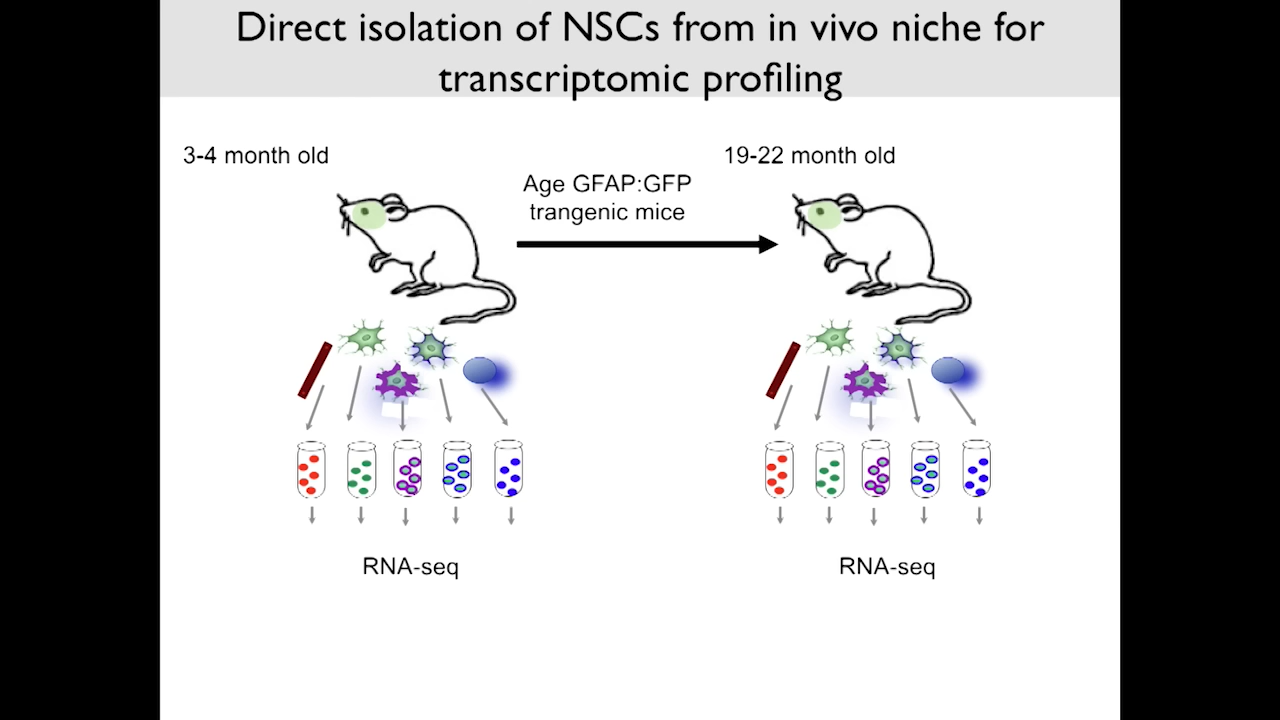 Direct isolation of NSCs from in vivo niche for
transcriptomic profiling
3-4 month old
19-22 month old
Age GFAP:GFP
trangenic mice
RNA-seq
RNA-seq